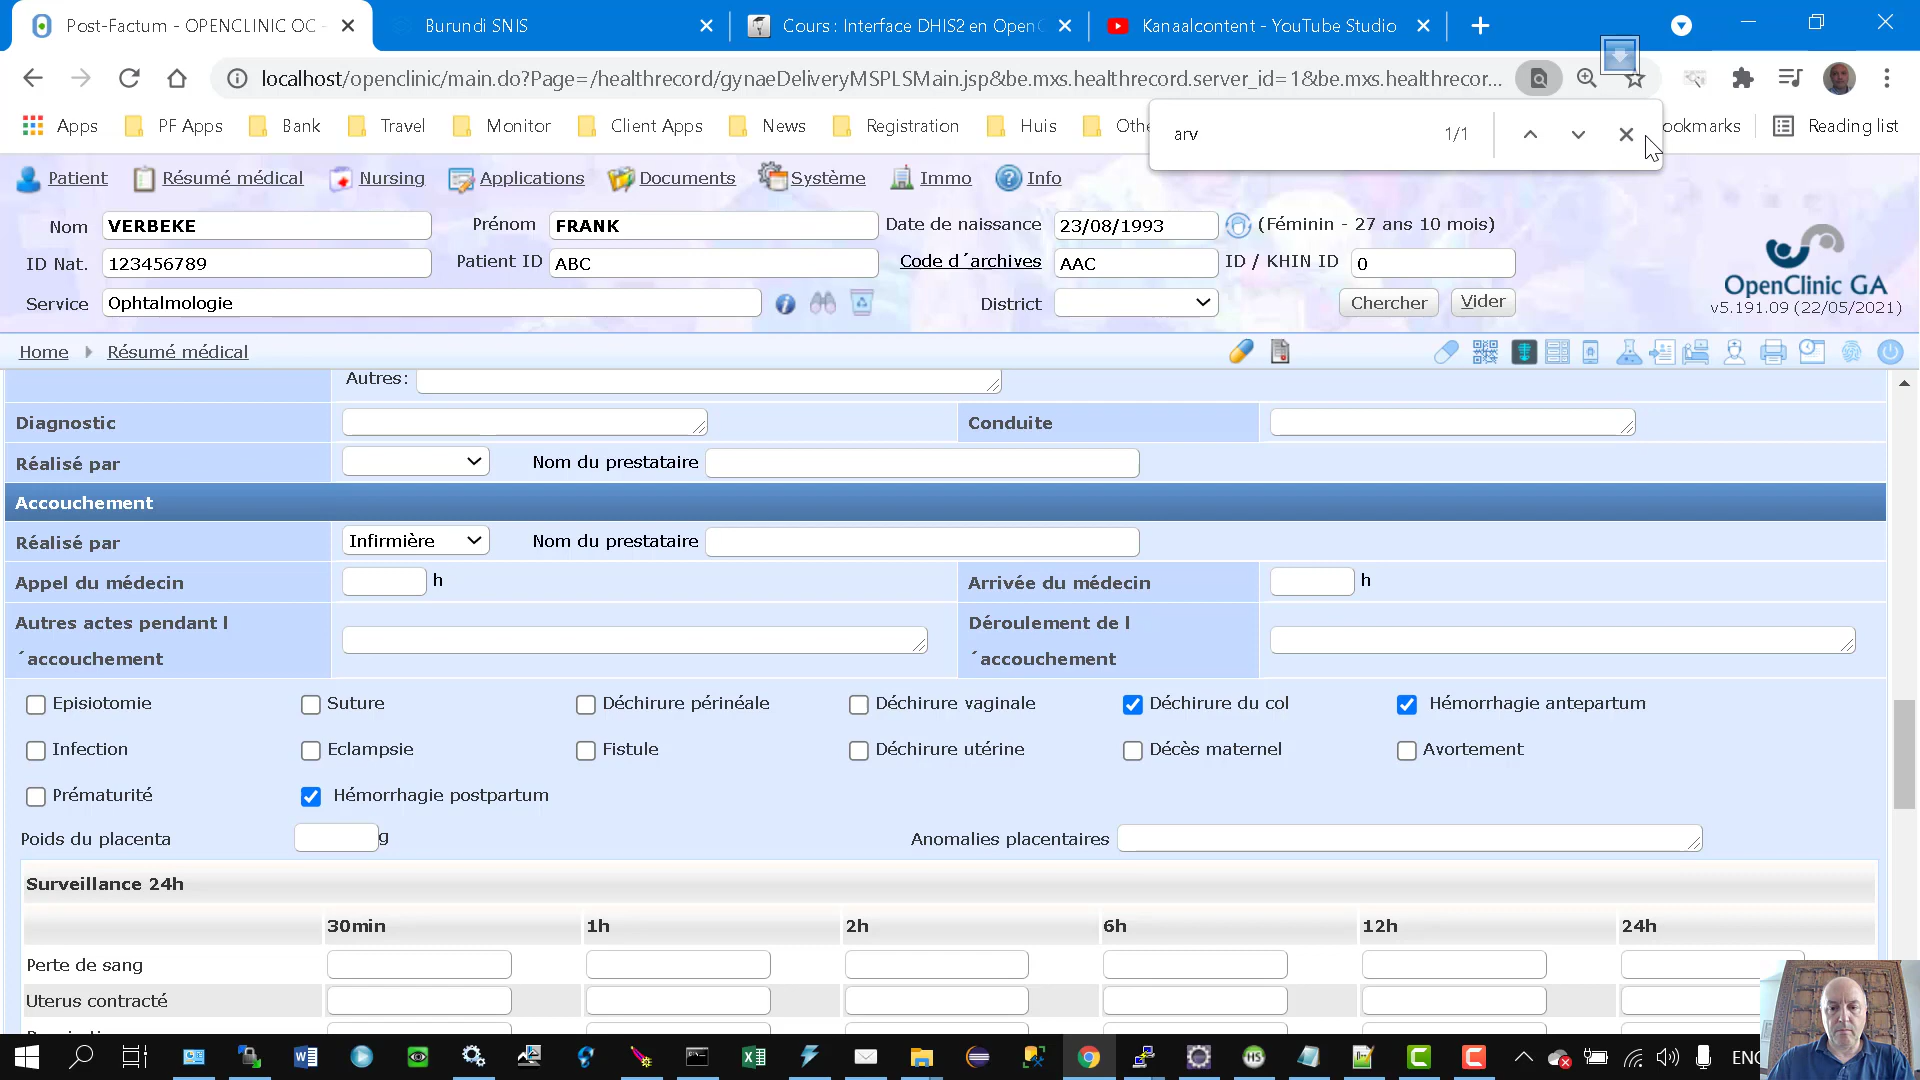 Post-Factum - OPENCLINIC OC -
Burundi SNIS
Cours : Interface DHIS2 en OpenC
Kanaalcontent - YouTube Studio
localhost/openclinic/main.do?Page=/healthrecord/gynaeDeliveryMSPLSMain.jsp&be.mxs.healthrecord.server_id=1&be.mxs.healthrecor...
Apps PF Apps Bank Travel Monitor Client Apps News Registration Huis Othe ookmarks Reading list
arv 1/1
Patient Résumé médical Nursing Applications Documents Système Immo Info
Nom VERBEKE Prénom FRANK Date de naissance 23/08/1993 (Féminin - 27 ans 10 mois)
ID Nat. 123456789 Patient ID ABC Code d´archives AAC ID / KHIN ID 0
Service Ophtalmologie District Chercher Vider
OpenClinic GA
v5.191.09 (22/05/2021)
Home Résumé médical
Autres:
Diagnostic Conduite
Réalisé par Nom du prestataire
Accouchement
Réalisé par Infirmière Nom du prestataire
Appel du médecin h Arrivée du médecin h
Autres actes pendant l
´accouchement
Déroulement de l
´accouchement
Episiotomie Suture Déchirure périnéale Déchirure vaginale Déchirure du col Hémorrhagie antepartum
Infection Eclampsie Fistule Déchirure utérine Décès maternel Avortement
Prématurité Hémorrhagie postpartum
Poids du placenta g Anomalies placentaires
Surveillance 24h
30min 1h 2h 6h 12h 24h
Perte de sang
Uterus contracté
ENG